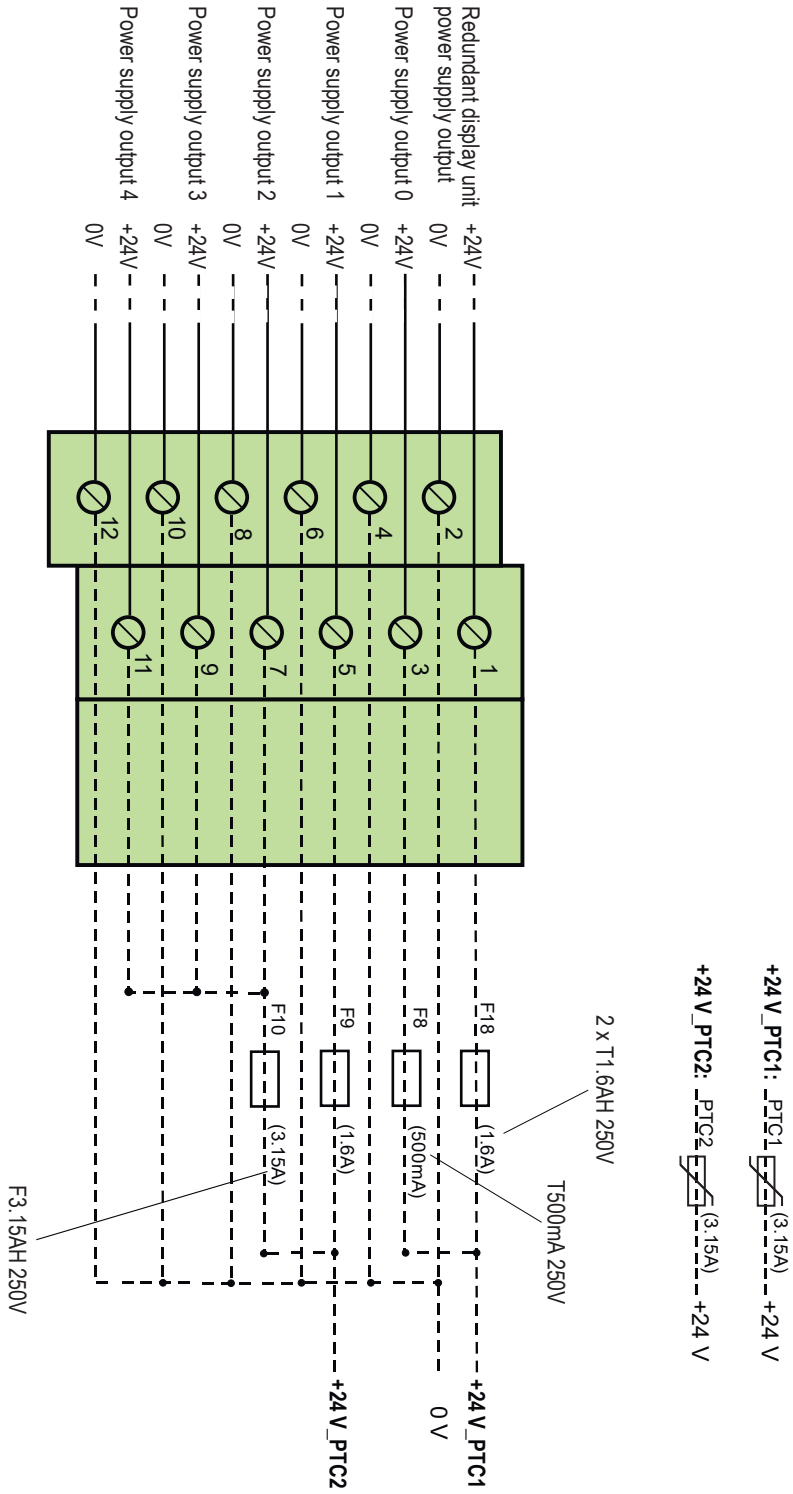 +24 V_PTC1: PTC1 (3.15A) +24 V
+24 V_PTC2: PTC2 (3.15A) +24 V
2 x T1.6AH 250V
T500mA 250V
Redundant display unit
power supply output
+24V
0V
Power supply output 0
+24V
0V
Power supply output 1
+24V
0V
Power supply output 2
+24V
0V
Power supply output 3
+24V
0V
Power supply output 4
+24V
0V
1
2
3
4
5
6
7
8
9
10
11
12
F18
(1.6A)
F8
(500mA)
F9
(1.6A)
F10
(3.15A)
+24 V_PTC1
0 V
+24 V_PTC2
F3.15AH 250V